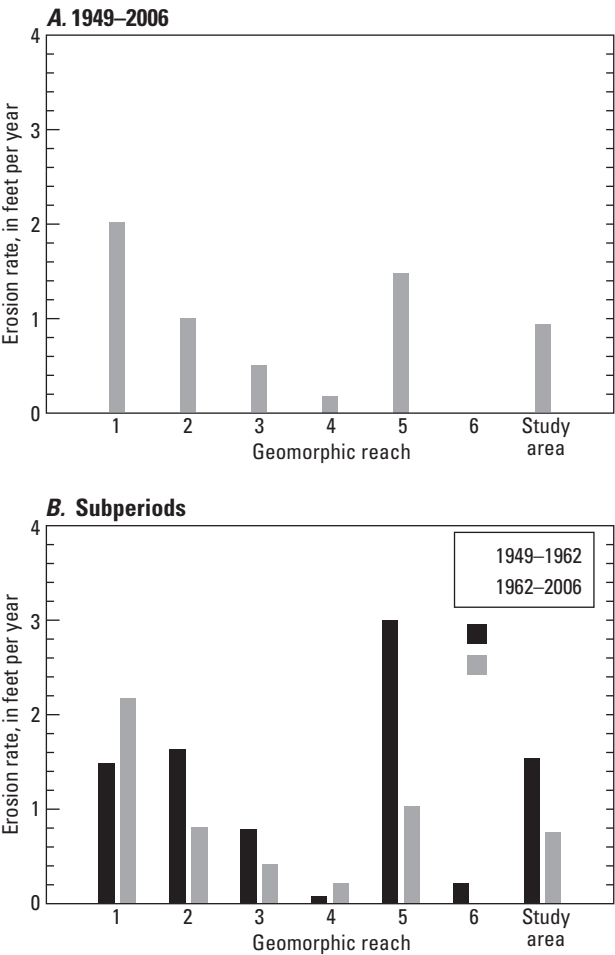 A. 1949–2006
4
3
2
1
0
Erosion rate, in feet per year
1 2 3 4 5 6 Study area
Geomorphic reach
B. Subperiods
4
3
2
1
0
Erosion rate, in feet per year
1949–1962
1962–2006
1 2 3 4 5 6 Study area
Geomorphic reach